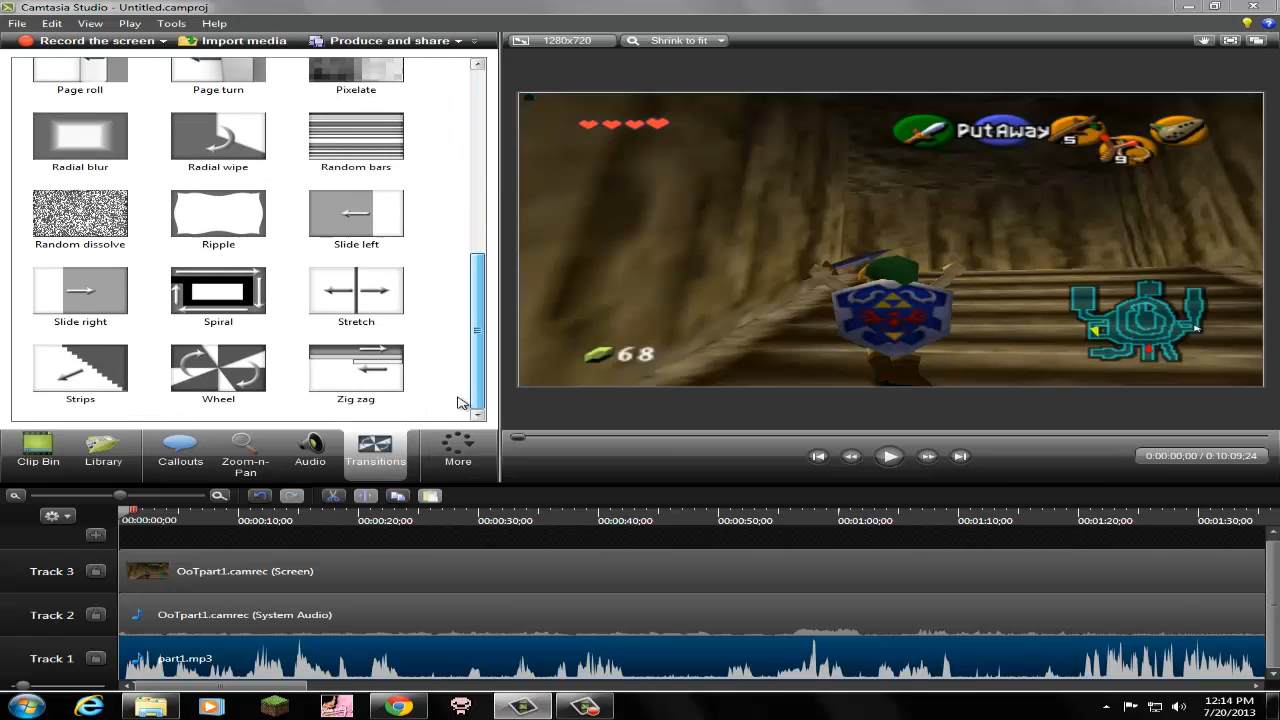 Camtasia Studio - Untitled.camproj
File Edit View Play Tools Help
Record the screen Import media Produce and share
1280x720 Shrink to fit
Page roll Page turn Pixelate
Radial blur Radial wipe Random bars
Random dissolve Ripple Slide left
Slide right Spiral Stretch
Strips Wheel Zig zag
Put Away
5
9
68
Clip Bin Library Callouts Zoom-n-Pan Audio Transitions More
0:00:00;00 / 0:10:09;24
00:00:00;00 00:00:10;00 00:00:20;00 00:00:30;00 00:00:40;00 00:00:50;00 00:01:00;00 00:01:10;00 00:01:20;00 00:01:30;00
Track 3 OoTpart1.camrec (Screen)
Track 2 OoTpart1.camrec (System Audio)
Track 1 part1.mp3
12:14 PM
7/20/2013